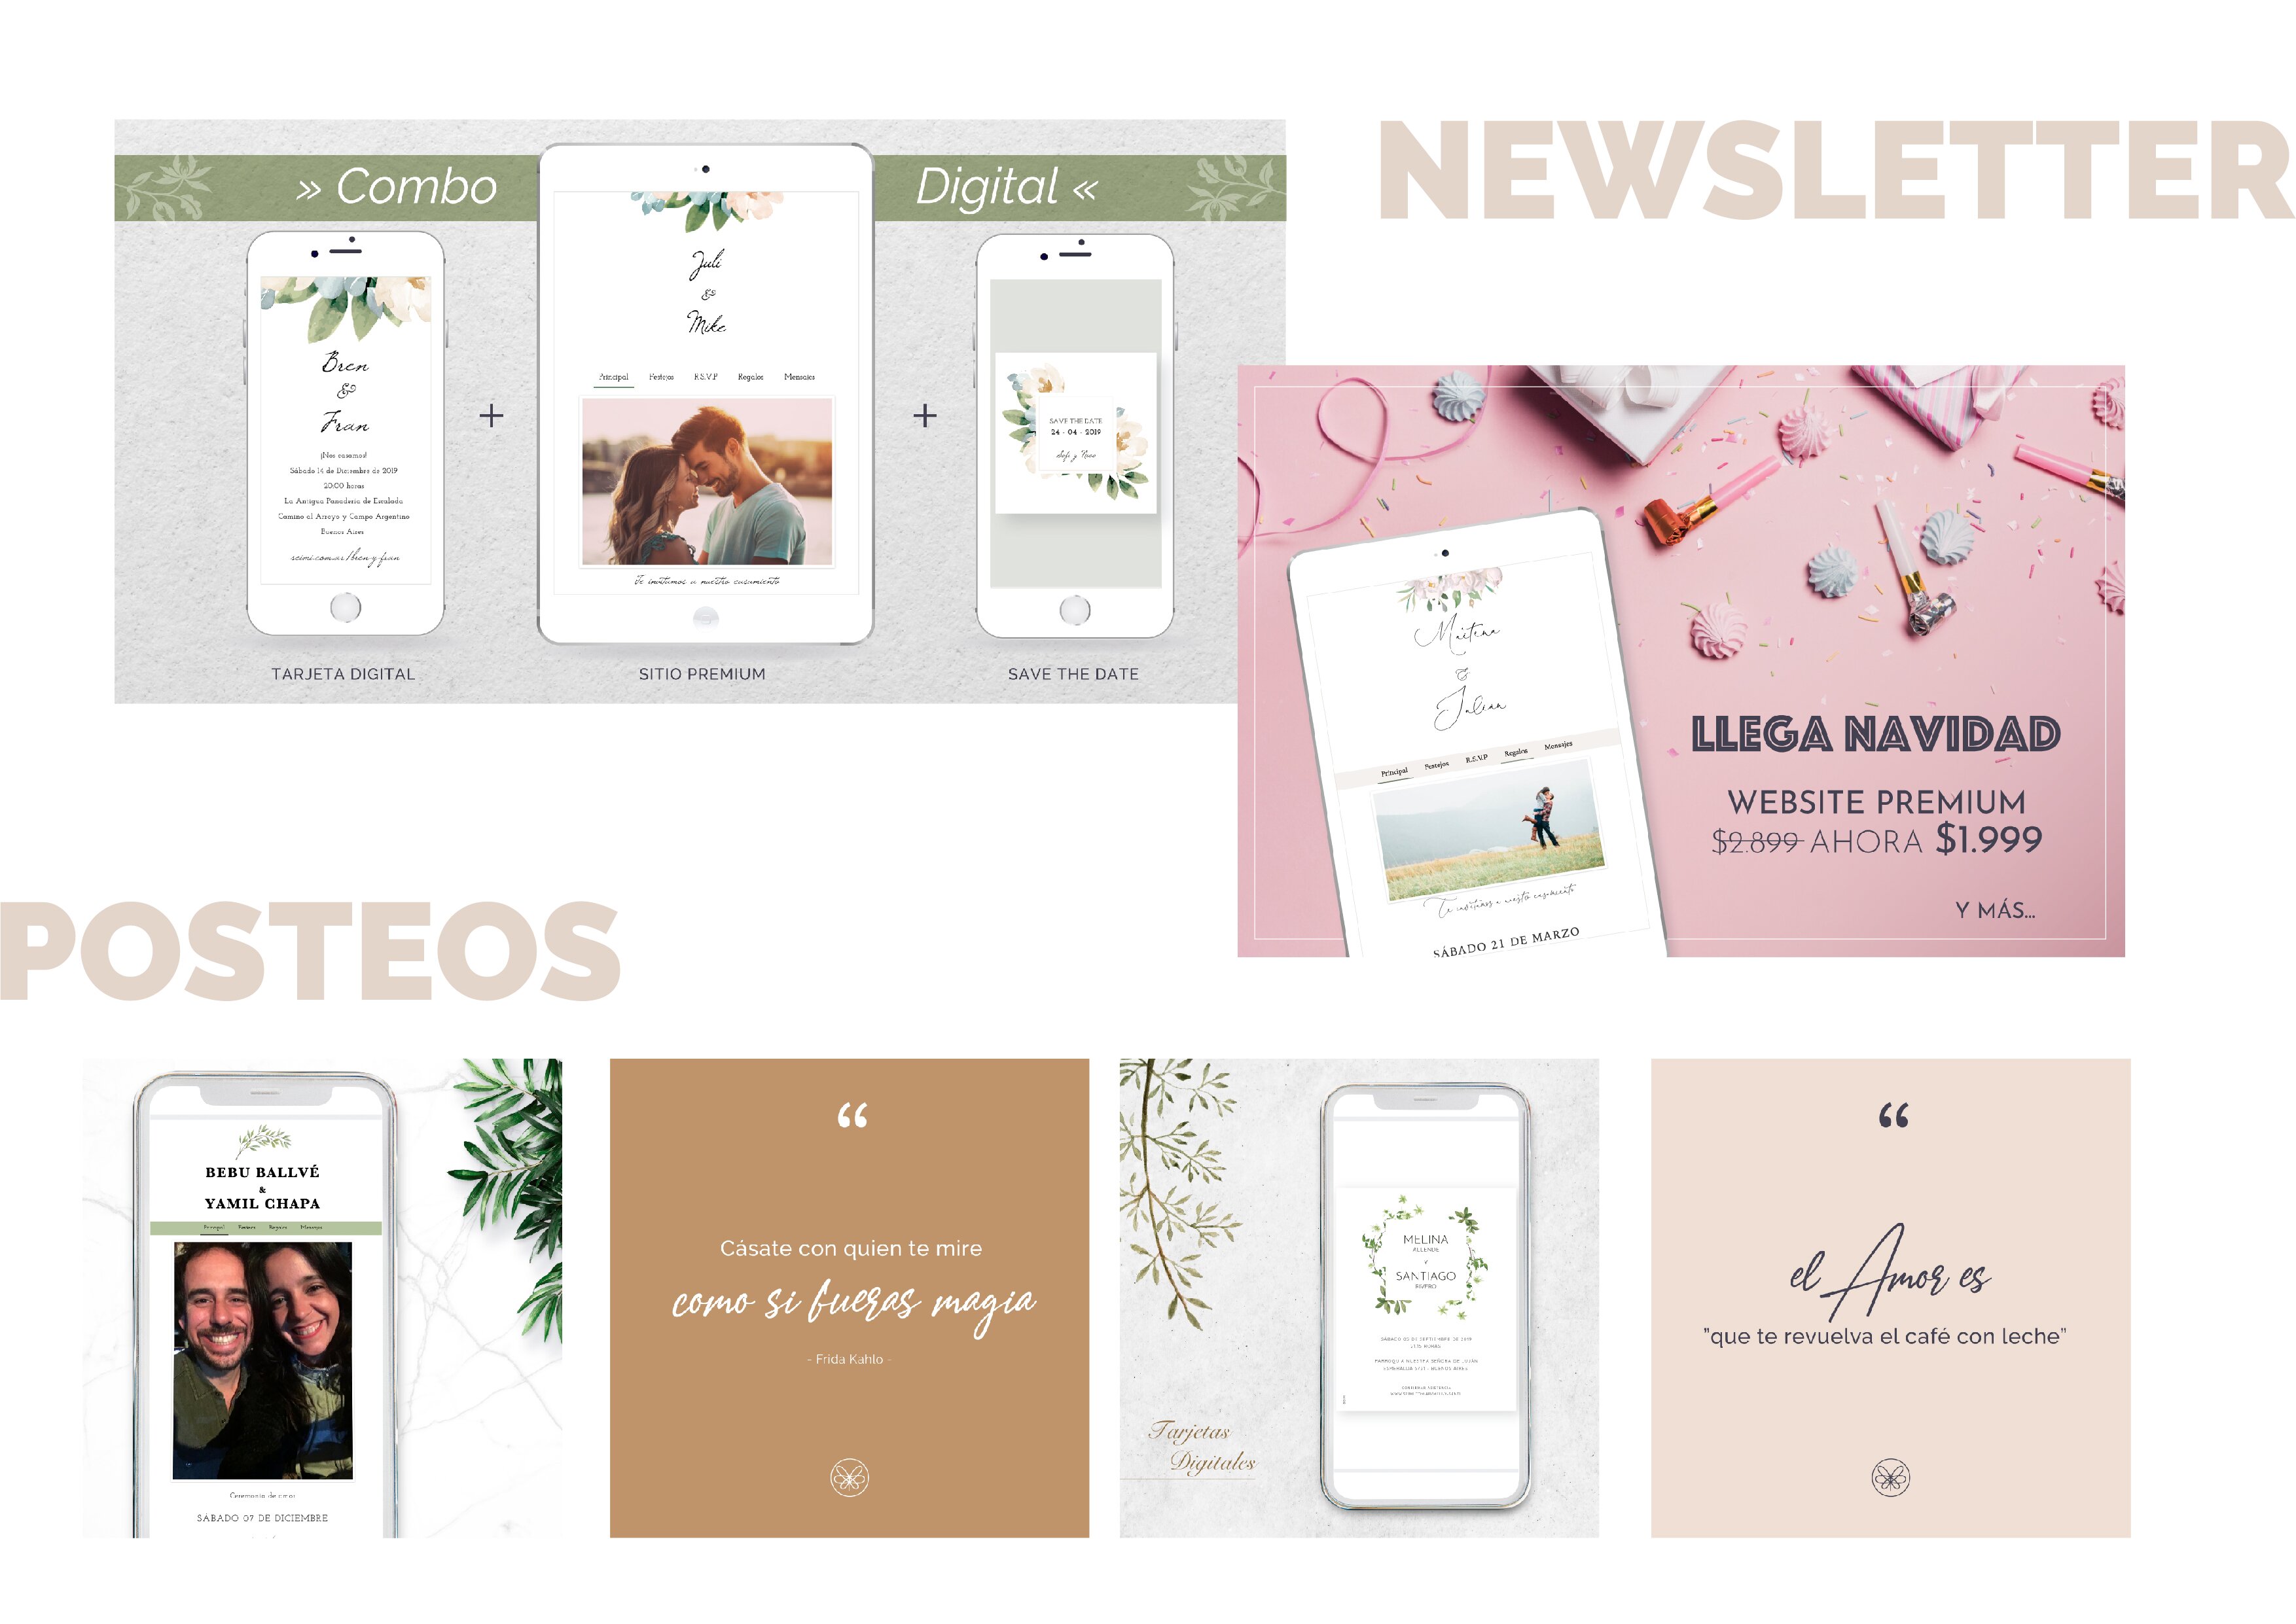 NEWSLETTER
» Combo Digital «
Bren
&
Fran
¡Nos casamos!
Sábado 14 de Diciembre de 2019
20:00 horas
La Antigua Panadería de Escalada
Camino al Arroyo y Campo Argentino
Buenos Aires
+
Juli
&
Mike
Principal Festejos R.S.V.P Regalos Mensajes
Te invitamos a nuestro casamiento
+
SAVE THE DATE
24 - 04 - 2019
TARJETA DIGITAL
SITIO PREMIUM
SAVE THE DATE
Maitena
&
Julián
Principal Festejos R.S.V.P Regalos Mensajes
Te invitamos a nuestro casamiento
SÁBADO 21 DE MARZO
LLEGA NAVIDAD
WEBSITE PREMIUM
$2.899 AHORA $1.999
Y MÁS...
POSTEOS
BEBU BALLVÉ
&
YAMIL CHAPA
Principal Festejos Regalos Mensajes
Ceremonia de amor
SÁBADO 07 DE DICIEMBRE
“
Cásate con quien te mire
como si fueras magia
- Frida Kahlo -
Tarjetas
Digitales
MELINA
ALLENDE
Y
SANTIAGO
RIVERO
“
el Amor es
"que te revuelva el café con leche"